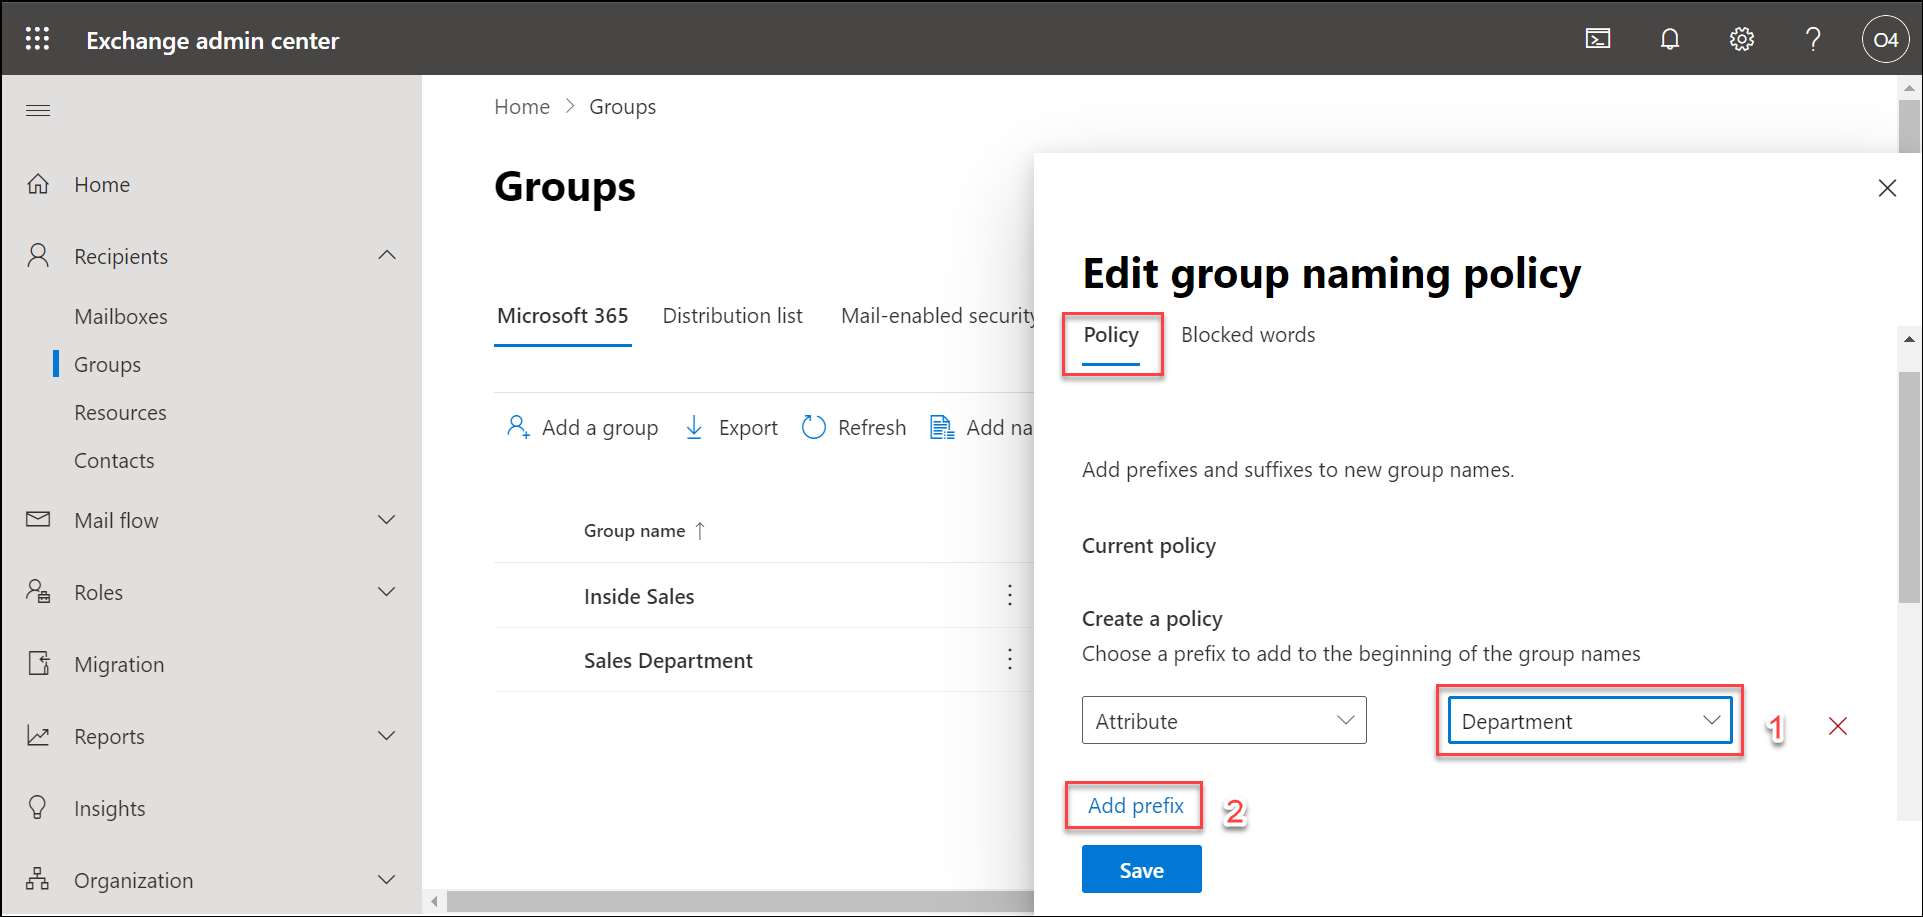 Exchange admin center
O4
Home > Groups
Home
Recipients
Mailboxes
Groups
Resources
Contacts
Mail flow
Roles
Migration
Reports
Insights
Organization
Groups
Microsoft 365 Distribution list Mail-enabled security
Add a group Export Refresh Add na
Group name ↑
Inside Sales
Sales Department
Edit group naming policy
Policy Blocked words
Add prefixes and suffixes to new group names.
Current policy
Create a policy
Choose a prefix to add to the beginning of the group names
Attribute Department 1
Add prefix 2
Save